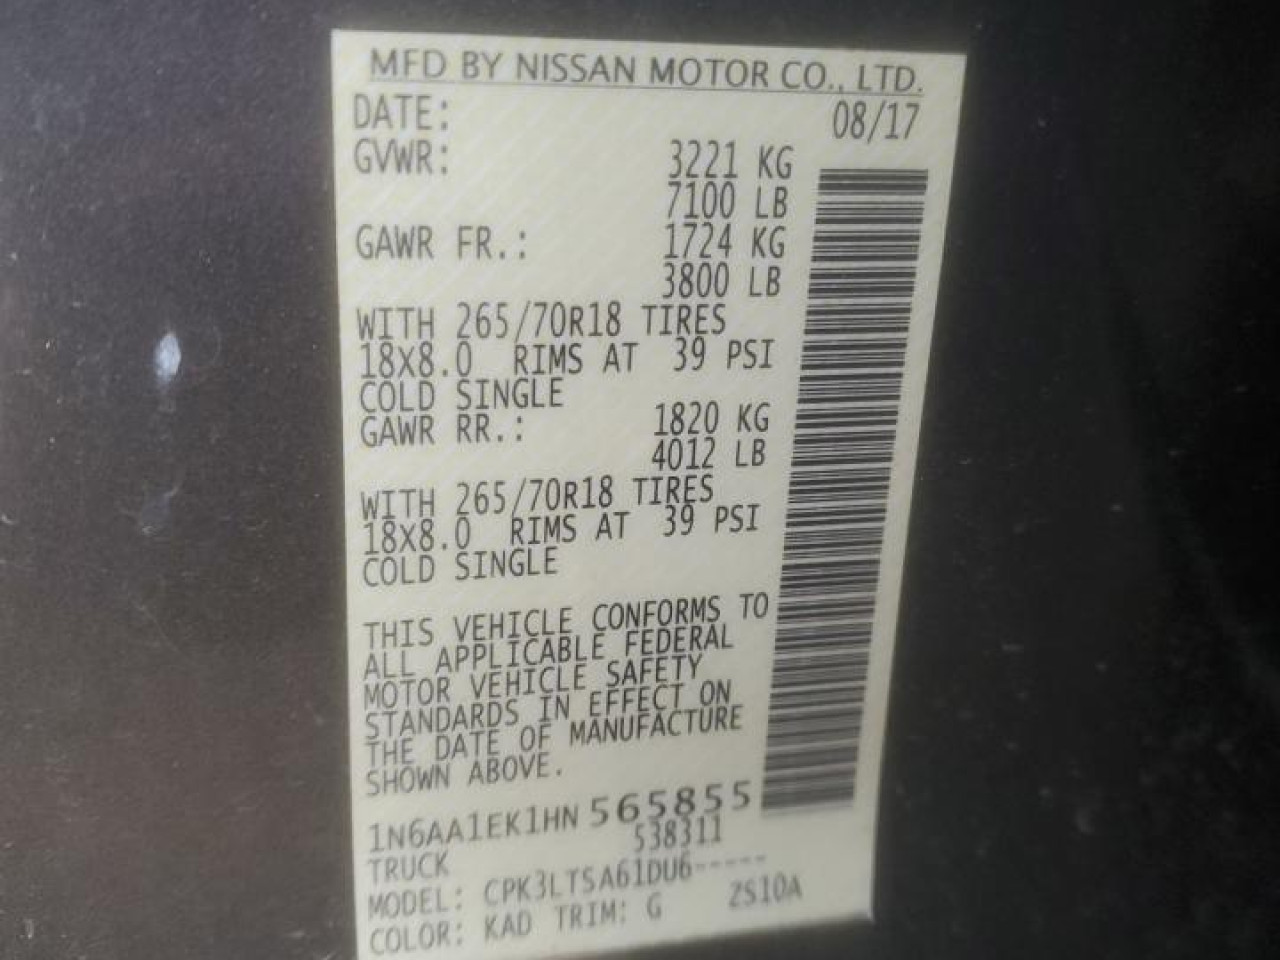 MFD BY NISSAN MOTOR CO., LTD.
DATE: 08/17
GVWR: 3221 KG
7100 LB
GAWR FR.: 1724 KG
3800 LB
WITH 265/70R18 TIRES
18X8.0 RIMS AT 39 PSI
COLD SINGLE
GAWR RR.: 1820 KG
4012 LB
WITH 265/70R18 TIRES
18X8.0 RIMS AT 39 PSI
COLD SINGLE
THIS VEHICLE CONFORMS TO
ALL APPLICABLE FEDERAL
MOTOR VEHICLE SAFETY
STANDARDS IN EFFECT ON
THE DATE OF MANUFACTURE
SHOWN ABOVE.
1N6AA1EK1HN565855
538311
TRUCK
MODEL: CPK3LTSA61DU6-----
COLOR: KAD TRIM: G ZS10A